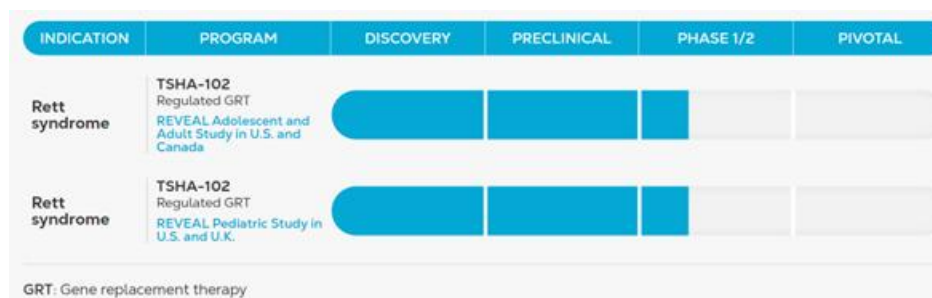 INDICATION PROGRAM DISCOVERY PRECLINICAL PHASE 1/2 PIVOTAL
Rett
syndrome
TSHA-102
Regulated GRT
REVEAL Adolescent and
Adult Study in U.S. and
Canada
Rett
syndrome
TSHA-102
Regulated GRT
REVEAL Pediatric Study in
U.S. and U.K.
GRT: Gene replacement therapy